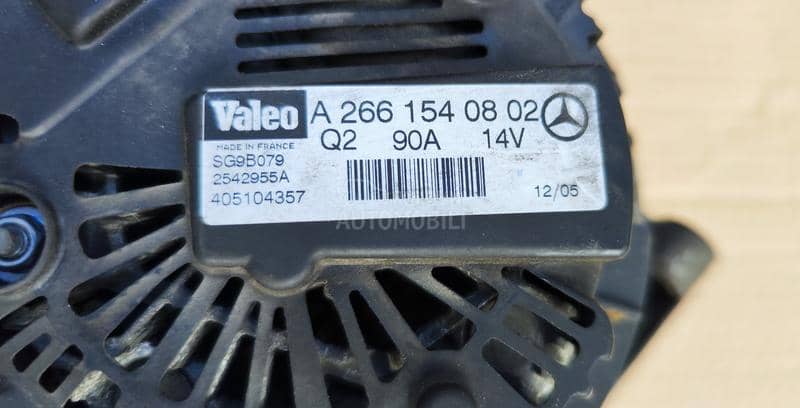 Valeo A 266 154 08 02
MADE IN FRANCE Q2 90A 14V
SG9B079
2542955A
405104357 12/05
AUTOMOBILI